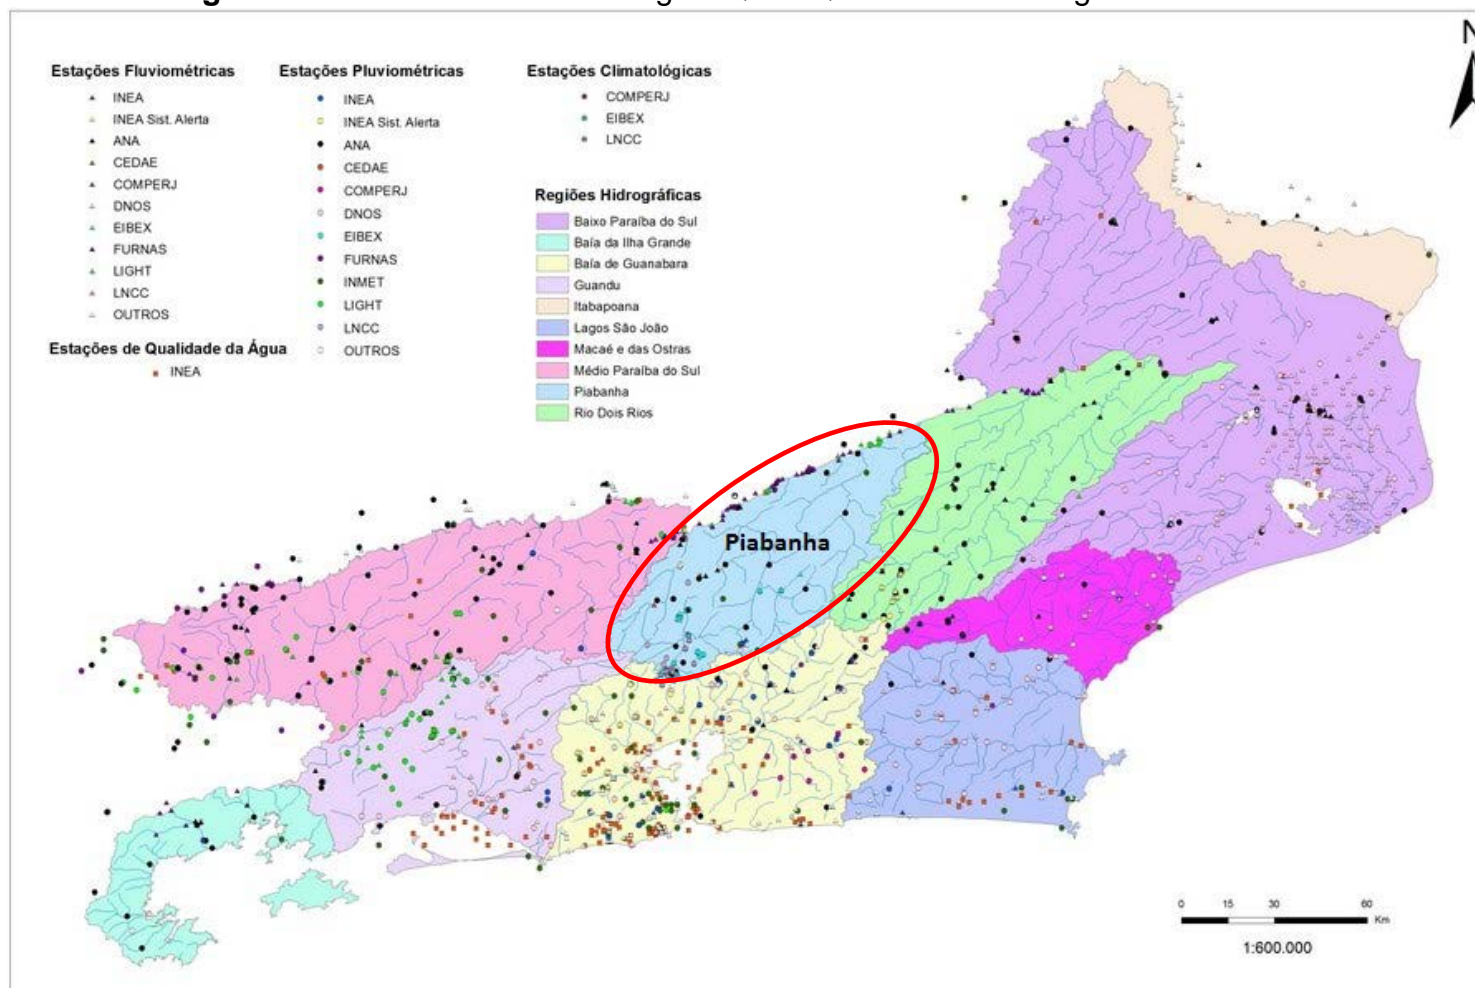 Estações Fluviométricas
INEA
INEA Sist. Alerta
ANA
CEDAE
COMPERJ
DNOS
EIBEX
FURNAS
LIGHT
LNCC
OUTROS
Estações de Qualidade da Água
INEA
Estações Pluviométricas
INEA
INEA Sist. Alerta
ANA
CEDAE
COMPERJ
DNOS
EIBEX
FURNAS
INMET
LIGHT
LNCC
OUTROS
Estações Climatológicas
COMPERJ
EIBEX
LNCC
Regiões Hidrográficas
Baixo Paraíba do Sul
Baía da Ilha Grande
Baía de Guanabara
Guandu
Itabapoana
Lagos São João
Macaé e das Ostras
Médio Paraíba do Sul
Piabanha
Rio Dois Rios
N
Piabanha
0 15 30 60
Km
1:600.000